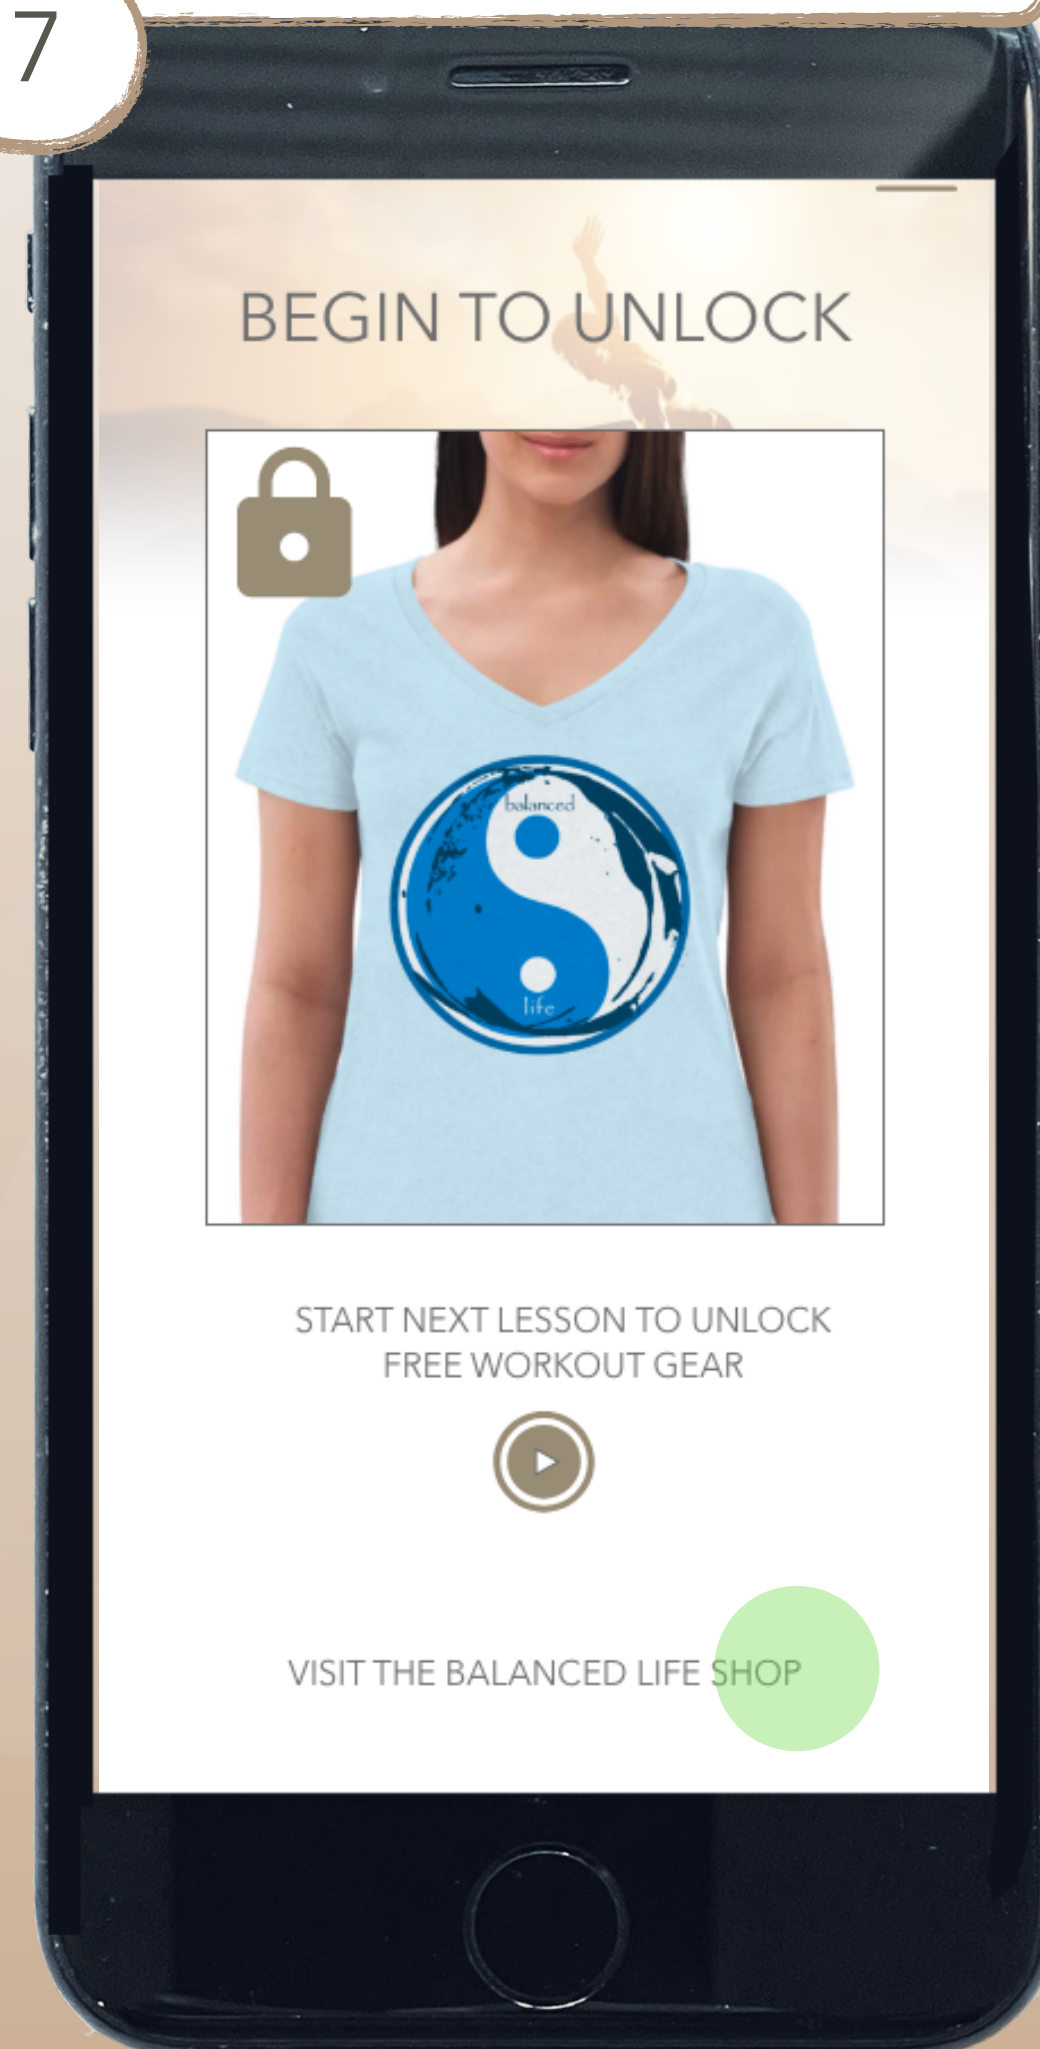 7
BEGIN TO UNLOCK
balanced
life
START NEXT LESSON TO UNLOCK
FREE WORKOUT GEAR
VISIT THE BALANCED LIFE SHOP